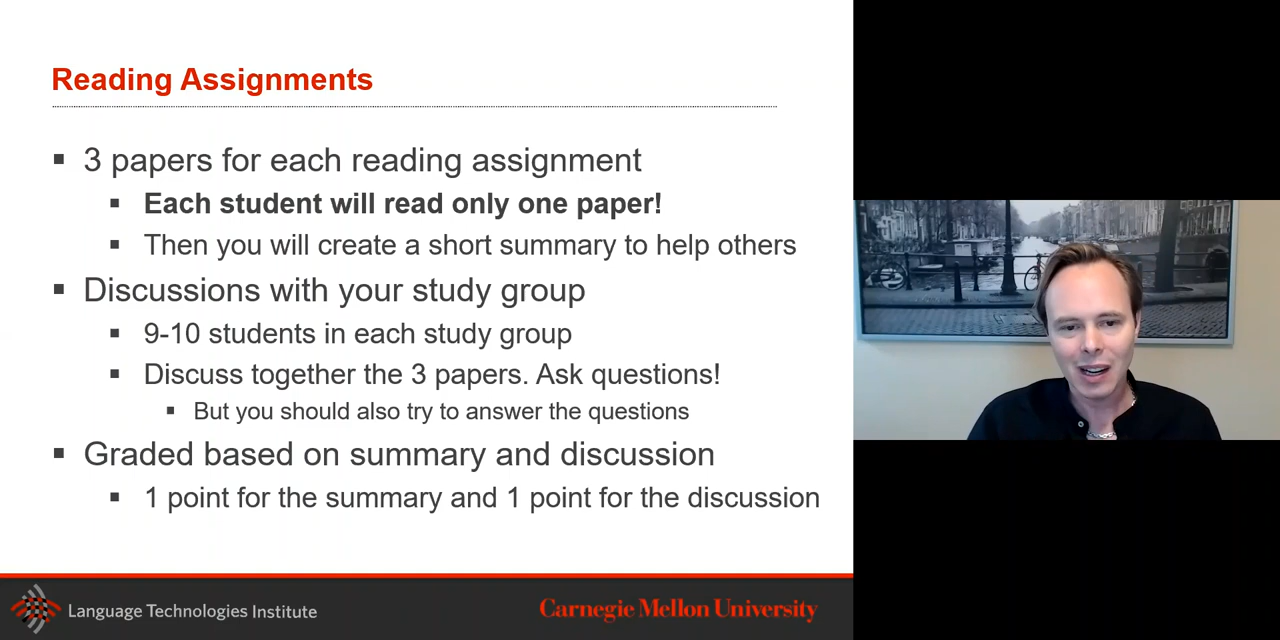 Reading Assignments
▪ 3 papers for each reading assignment
▪ Each student will read only one paper!
▪ Then you will create a short summary to help others
▪ Discussions with your study group
▪ 9-10 students in each study group
▪ Discuss together the 3 papers. Ask questions!
▪ But you should also try to answer the questions
▪ Graded based on summary and discussion
▪ 1 point for the summary and 1 point for the discussion
Language Technologies Institute
Carnegie Mellon University